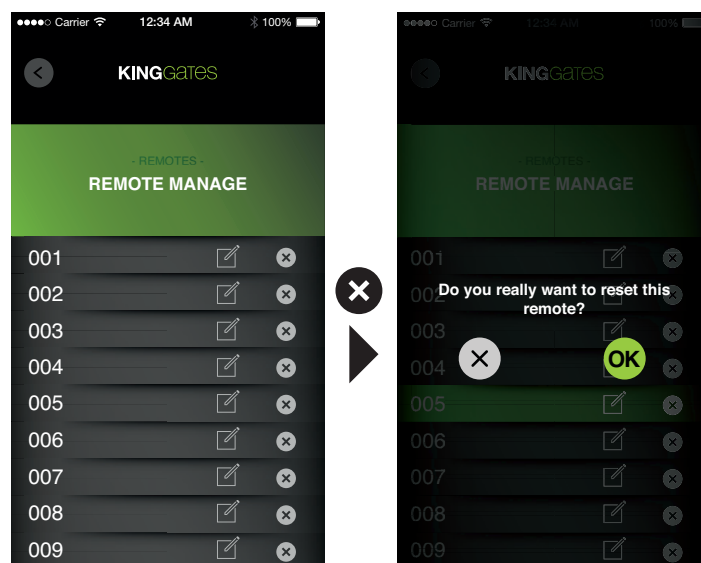 Carrier 12:34 AM 100%
KINGGates
- REMOTES -
REMOTE MANAGE
001
002
003
004
005
006
007
008
009
Carrier 12:34 AM 100%
KINGGates
- REMOTES -
REMOTE MANAGE
001
002
Do you really want to reset this
remote?
003
004
OK
005
006
007
008
009